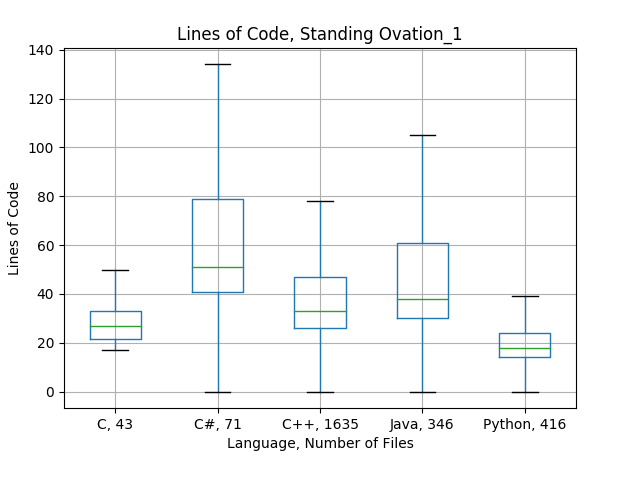 Lines of Code, Standing Ovation_1
140
120
100
80
60
40
20
0
Lines of Code
C, 43 C#, 71 C++, 1635 Java, 346 Python, 416
Language, Number of Files